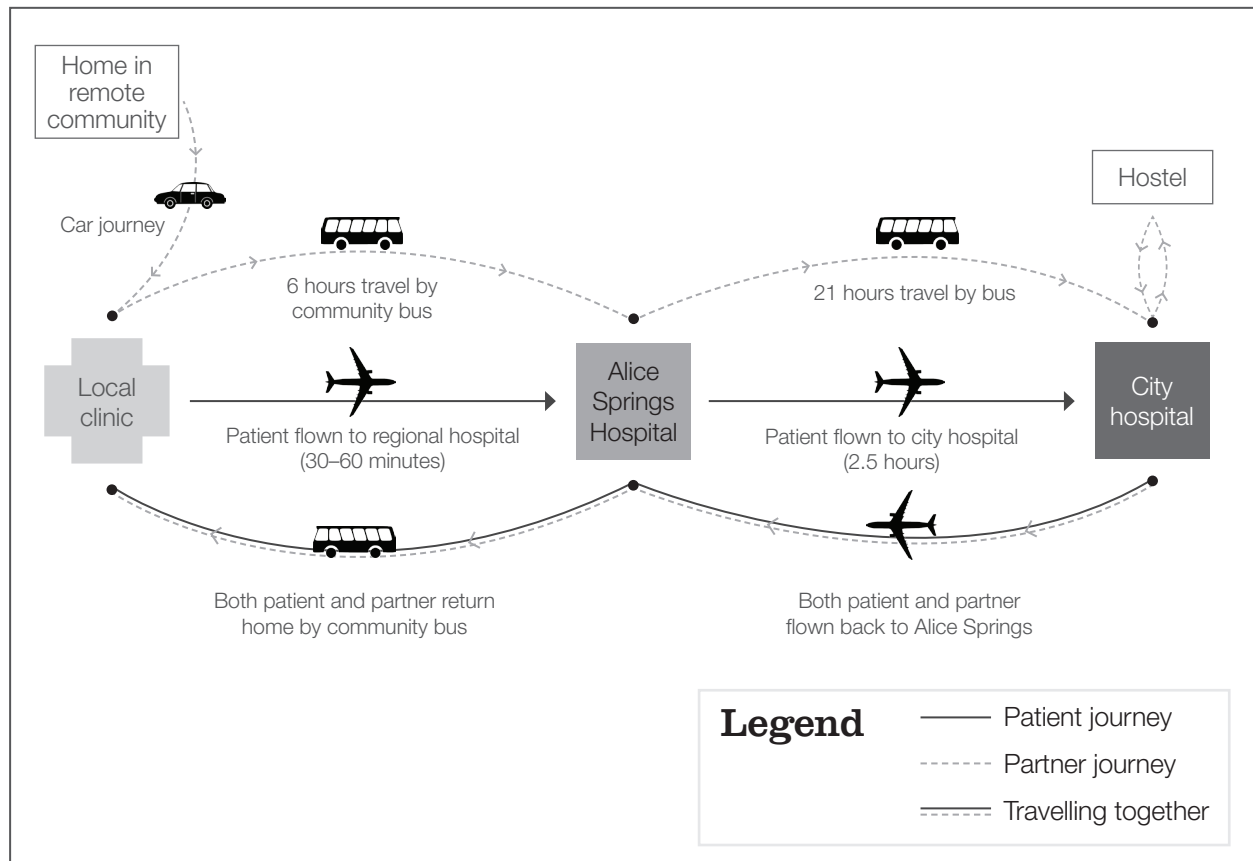 Home in
remote
community
Hostel
Car journey
6 hours travel by
community bus
21 hours travel by bus
Local
clinic
Patient flown to regional hospital
(30–60 minutes)
Alice
Springs
Hospital
Patient flown to city hospital
(2.5 hours)
City
hospital
Both patient and partner return
home by community bus
Both patient and partner
flown back to Alice Springs
Legend
Patient journey
Partner journey
Travelling together